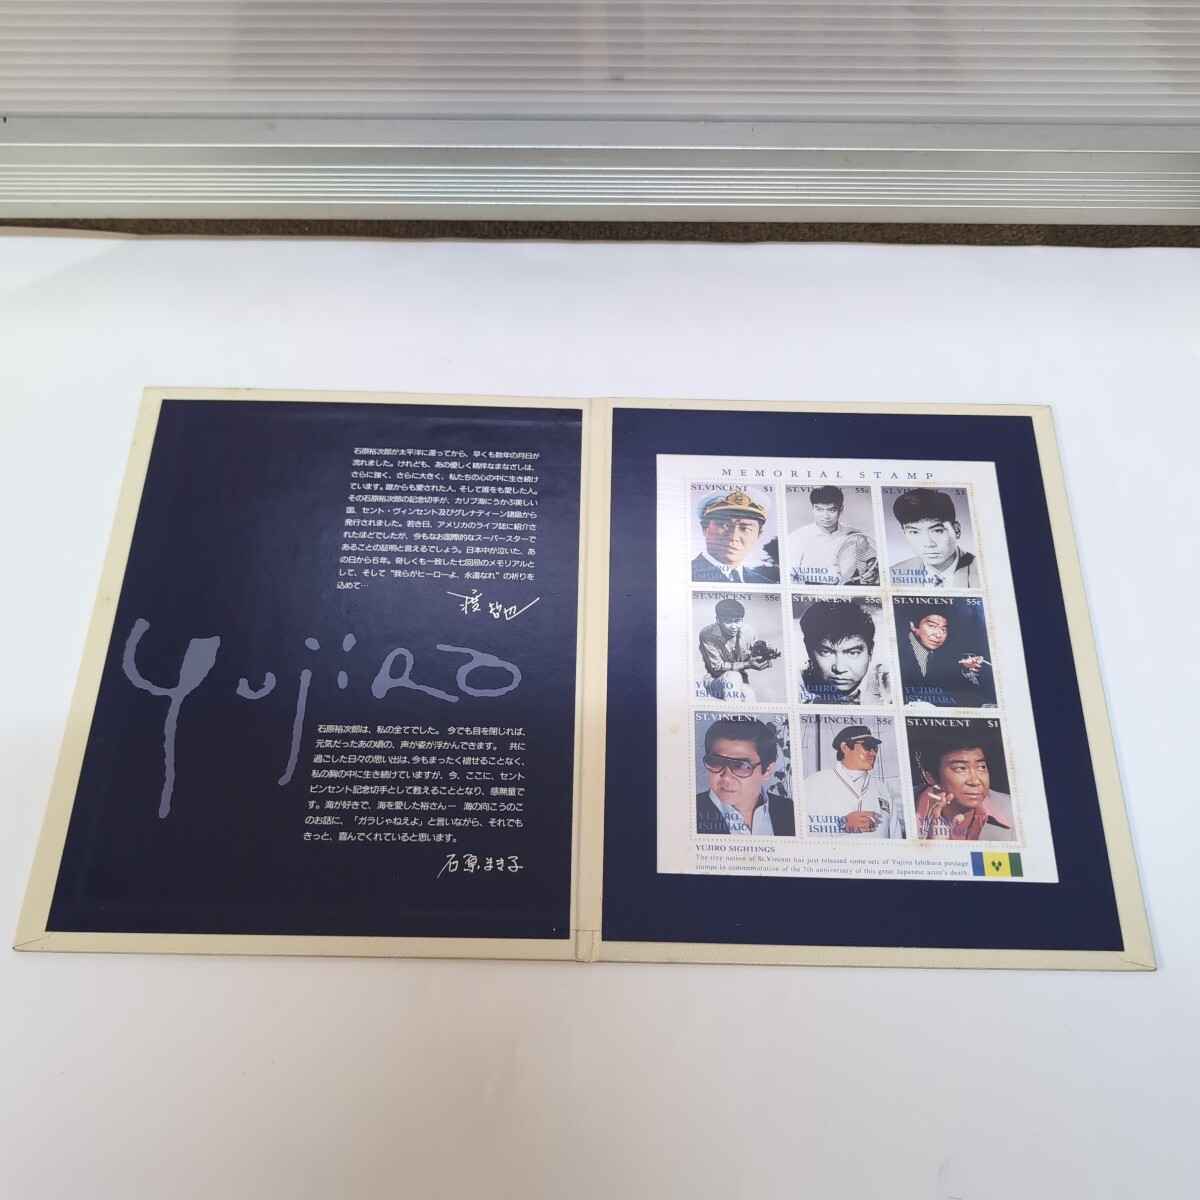 石原裕次郎が太平洋に還ってから、早くも数年の月日が
流れました。けれども、あの優しく精悍なまなざしは、
さらに強く、さらに大きく、私たちの心の中に生き続け
ています。誰からも愛された人、そして誰をも愛した人。
その石原裕次郎の記念切手が、カリブ海にうかぶ美しい
国、セント・ヴィンセント及びグレナディーン諸島から
発行されました。若き日、アメリカのライフ誌に紹介さ
れたほどでしたが、今もなお国際的なスーパースターで
あることの証明と言えるでしょう。日本中が泣いた、あ
の日から6年。奇しくも一致した七回忌のメモリアルと
して、そして“我らがヒーローよ、永遠なれ”の祈りを
込めて…
渡哲也
Yujiro
石原裕次郎は、私の全てでした。今でも目を閉じれば、
元気だったあの頃の、声が姿が浮かんできます。 共に
過ごした日々の思い出は、今もまったく褪せることなく、
私の胸の中に生き続けていますが、今、ここに、セント
ビンセント記念切手として甦えることとなり、感無量で
す。海が好きで、海を愛した裕さん― 海の向こうのこ
のお話に、「ガラじゃねえよ」と言いながら、それでも
きっと、喜んでくれていると思います。
石原まき子
MEMORIAL STAMP
ST.VINCENT $1
YUJIRO
ISHIHARA
ST.VINCENT 55c
YUJIRO
ISHIHARA
ST.VINCENT $1
YUJIRO
ISHIHARA
ST.VINCENT 55c
YUJIRO
ISHIHARA
ST.VINCENT 55c
YUJIRO
ISHIHARA
ST.VINCENT 55c
YUJIRO
ISHIHARA
ST.VINCENT $1
YUJIRO
ISHIHARA
ST.VINCENT 55c
YUJIRO
ISHIHARA
ST.VINCENT $1
YUJIRO
ISHIHARA
YUJIRO SIGHTINGS
The tiny nation of St.Vincent has just released some sets of Yujiro Ishihara postage
stamps in commemoration of the 7th anniversary of this great Japanese actor's death.